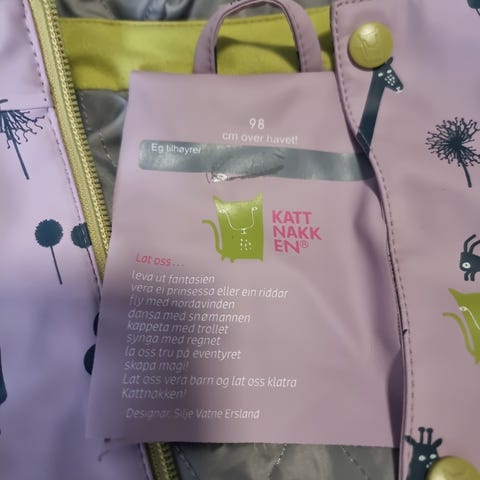 98
cm over havet!
Eg tilhøyrer
KATT
NAKK
EN®
Lat oss...
leva ut fantasien
vera ei prinsessa eller ein riddar
fly med nordavinden
dansa med snømannen
kappeta med trollet
synga med regnet
la oss tru på eventyret
skapa magi!
Lat oss vera barn og lat oss klatra
Kattnakken!
Designar. Silje Vatne Ersland